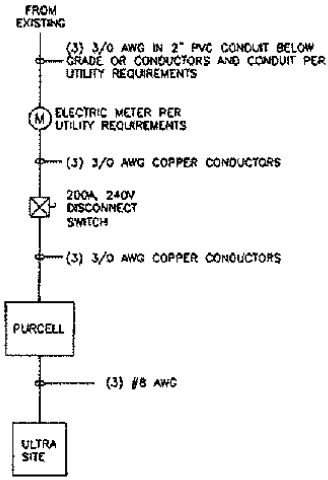 FROM
EXISTING
(3) 3/0 AWG IN 2" PVC CONDUIT BELOW
GRADE OR CONDUCTORS AND CONDUIT PER
UTILITY REQUIREMENTS
M
ELECTRIC METER PER
UTILITY REQUIREMENTS
(3) 3/0 AWG COPPER CONDUCTORS
200A, 240V
DISCONNECT
SWITCH
(3) 3/0 AWG COPPER CONDUCTORS
PURCELL
(3) #8 AWG
ULTRA
SITE